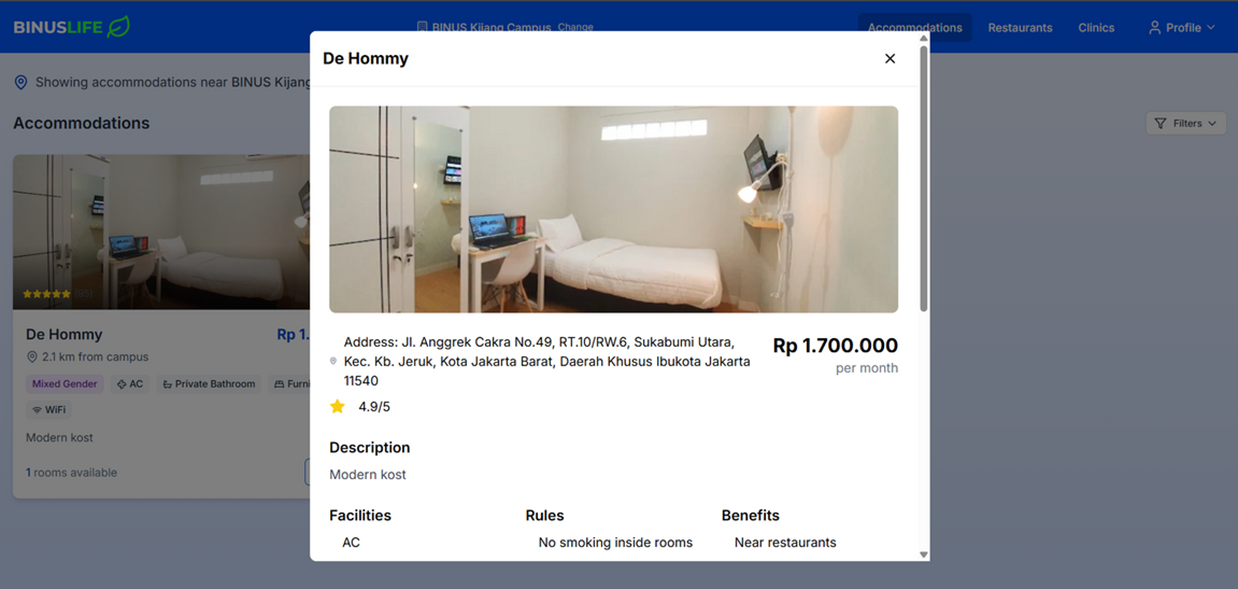 BINUSLIFE
BINUS Kijang Campus Change
Accommodations
Restaurants
Clinics
Profile
Showing accommodations near BINUS Kijang
Accommodations
Filters
De Hommy
Rp 1.
2.1 km from campus
Mixed Gender
AC
Private Bathroom
Furni
WiFi
Modern kost
1 rooms available
De Hommy
Address: Jl. Anggrek Cakra No.49, RT.10/RW.6, Sukabumi Utara,
Kec. Kb. Jeruk, Kota Jakarta Barat, Daerah Khusus Ibukota Jakarta
11540
Rp 1.700.000
per month
4.9/5
Description
Modern kost
Facilities
AC
Rules
No smoking inside rooms
Benefits
Near restaurants